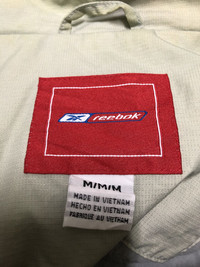 Reebok
M/M/M
MADE IN VIETNAM
HECHO EN VIETNAM
FABRIQUÉ AU VIETNAM